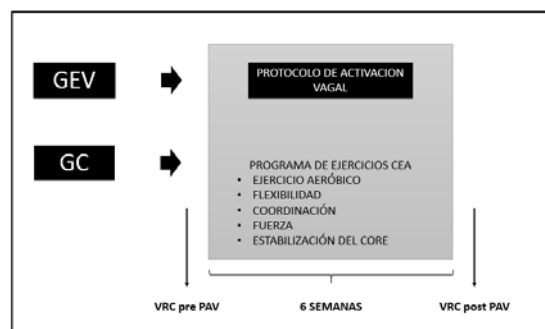 GEV
PROTOCOLO DE ACTIVACION
VAGAL
GC
PROGRAMA DE EJERCICIOS CEA
• EJERCICIO AERÓBICO
• FLEXIBILIDAD
• COORDINACIÓN
• FUERZA
• ESTABILIZACIÓN DEL CORE
VRC pre PAV
6 SEMANAS
VRC post PAV